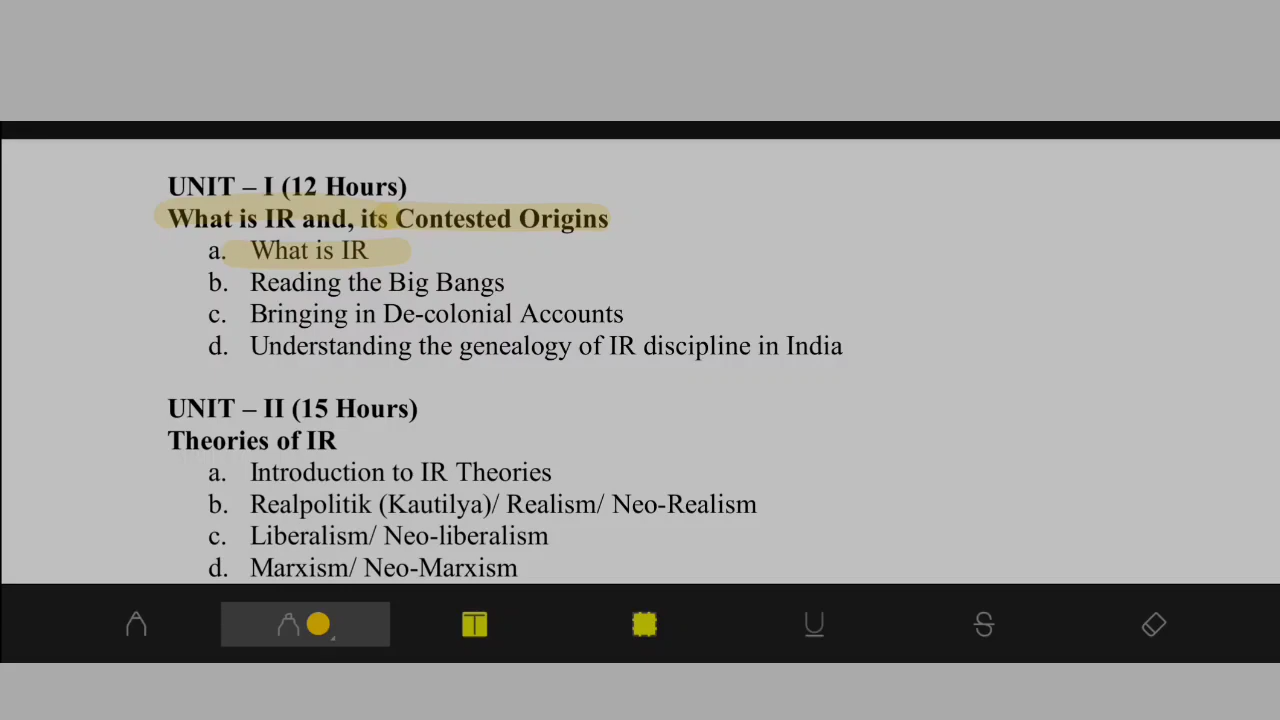 UNIT – I (12 Hours)
What is IR and, its Contested Origins
a. What is IR
b. Reading the Big Bangs
c. Bringing in De-colonial Accounts
d. Understanding the genealogy of IR discipline in India
UNIT – II (15 Hours)
Theories of IR
a. Introduction to IR Theories
b. Realpolitik (Kautilya)/ Realism/ Neo-Realism
c. Liberalism/ Neo-liberalism
d. Marxism/ Neo-Marxism